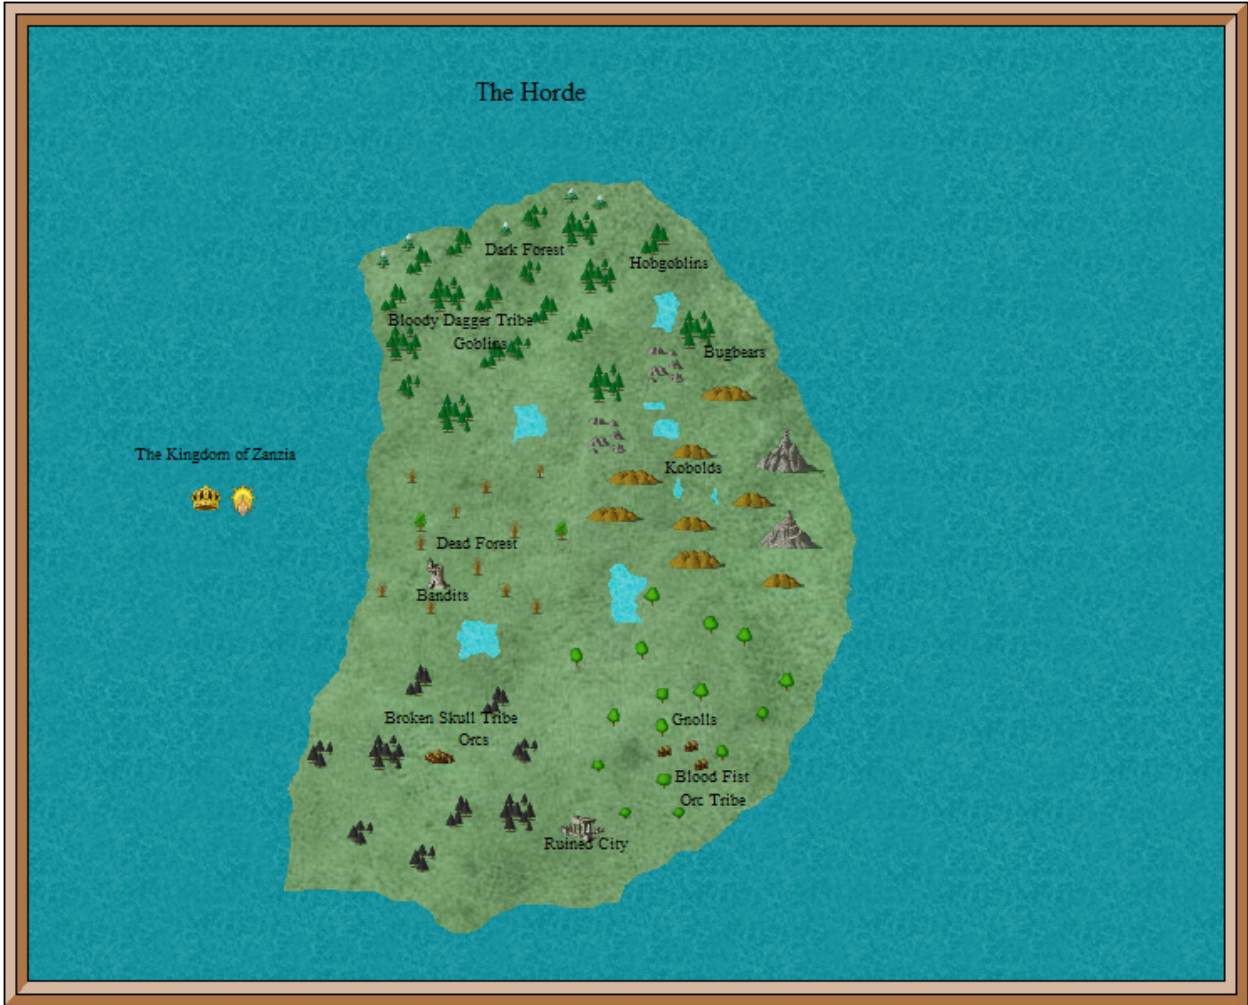 The Horde
Dark Forest
Hobgoblins
Bloody Dagger Tribe
Goblins
Bugbears
The Kingdom of Zanzia
Kobolds
Dead Forest
Bandits
Broken Skull Tribe
Orcs
Gnolls
Blood Fist
Orc Tribe
Ruined City